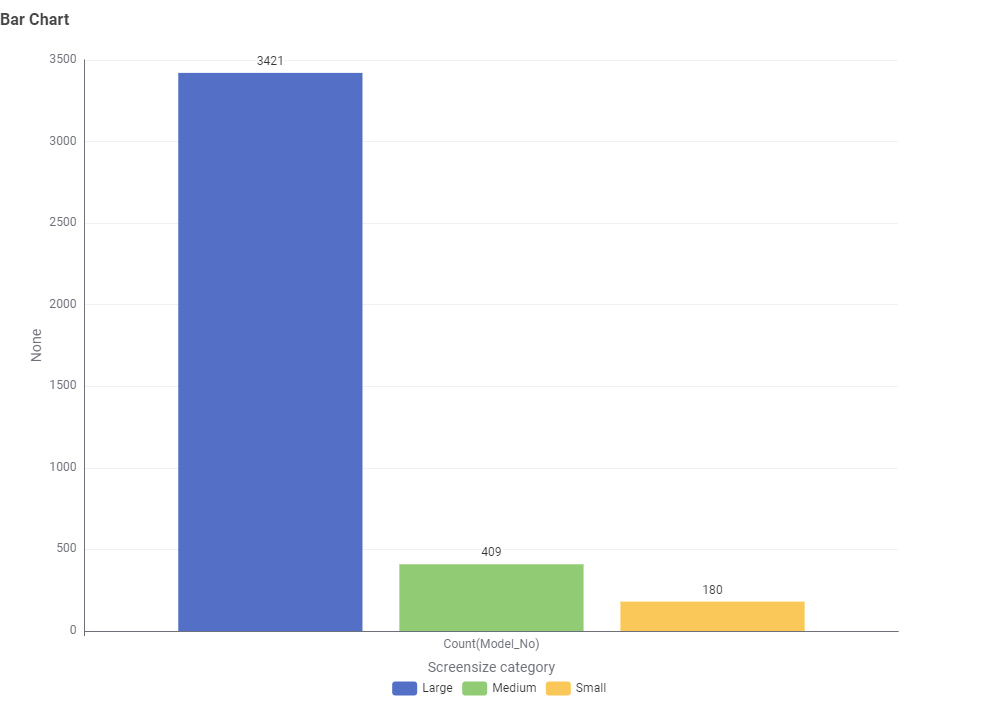 Bar Chart
3500
3421
3000
2500
2000
None
1500
1000
500
409
180
0
Count(Model_No)
Screensize category
Large Medium Small